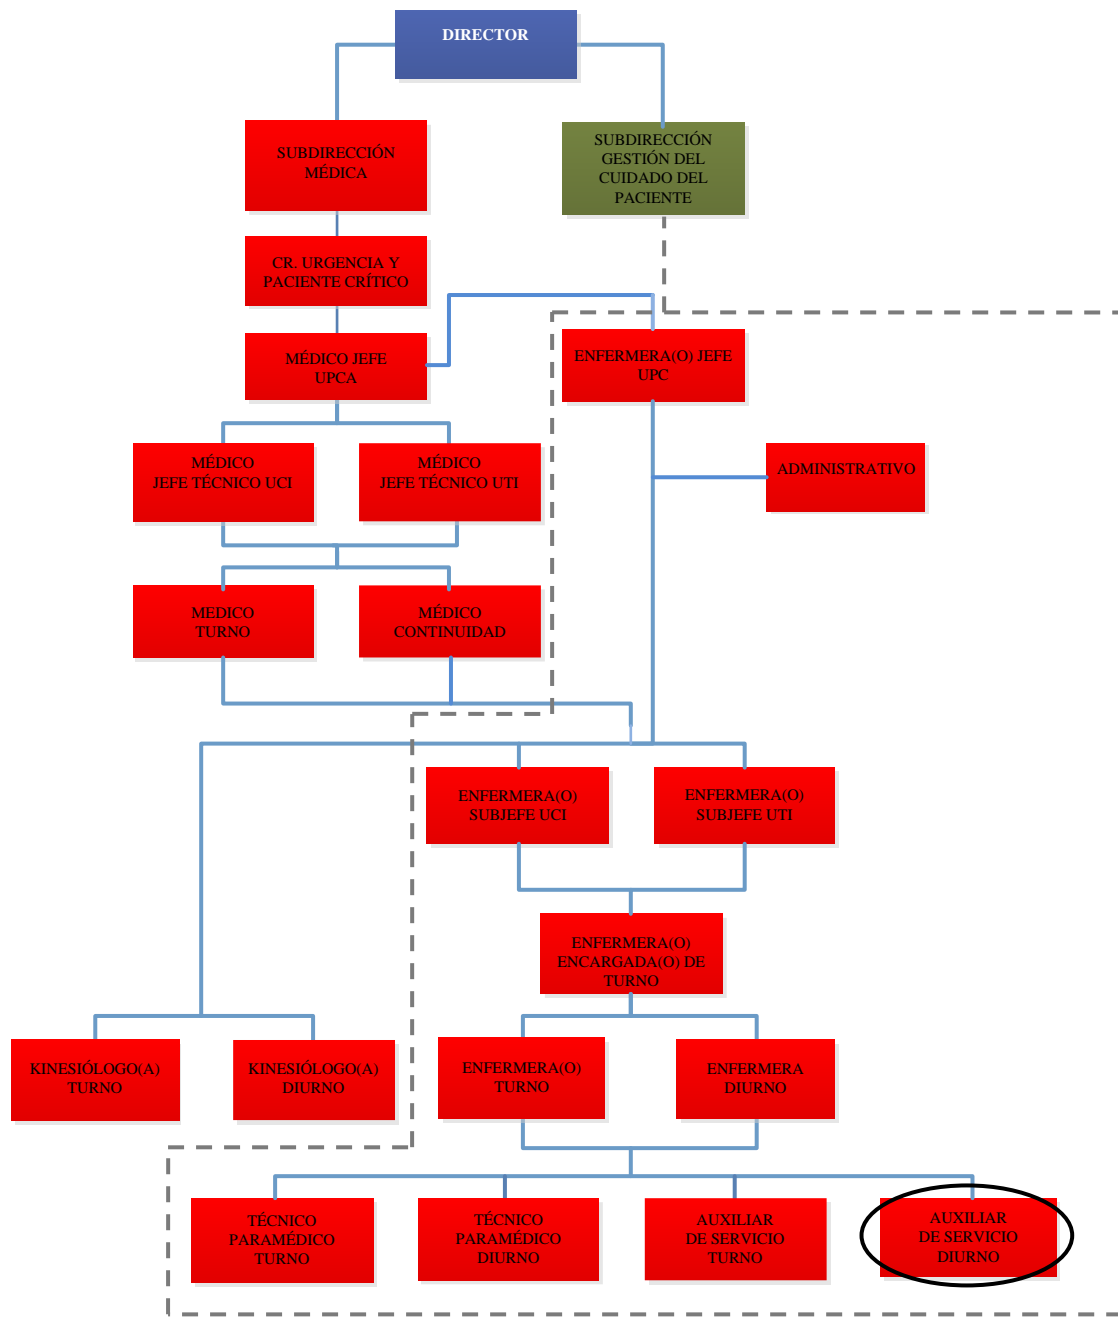 DIRECTOR
SUBDIRECCIÓN
MÉDICA
SUBDIRECCIÓN
GESTIÓN DEL
CUIDADO DEL
PACIENTE
CR. URGENCIA Y
PACIENTE CRÍTICO
MÉDICO JEFE
UPCA
ENFERMERA(O) JEFE
UPC
MÉDICO
JEFE TÉCNICO UCI
MÉDICO
JEFE TÉCNICO UTI
ADMINISTRATIVO
MEDICO
TURNO
MÉDICO
CONTINUIDAD
ENFERMERA(O)
SUBJEFE UCI
ENFERMERA(O)
SUBJEFE UTI
ENFERMERA(O)
ENCARGADA(O) DE
TURNO
KINESIÓLOGO(A)
TURNO
KINESIÓLOGO(A)
DIURNO
ENFERMERA(O)
TURNO
ENFERMERA
DIURNO
TÉCNICO
PARAMÉDICO
TURNO
TÉCNICO
PARAMÉDICO
DIURNO
AUXILIAR
DE SERVICIO
TURNO
AUXILIAR
DE SERVICIO
DIURNO